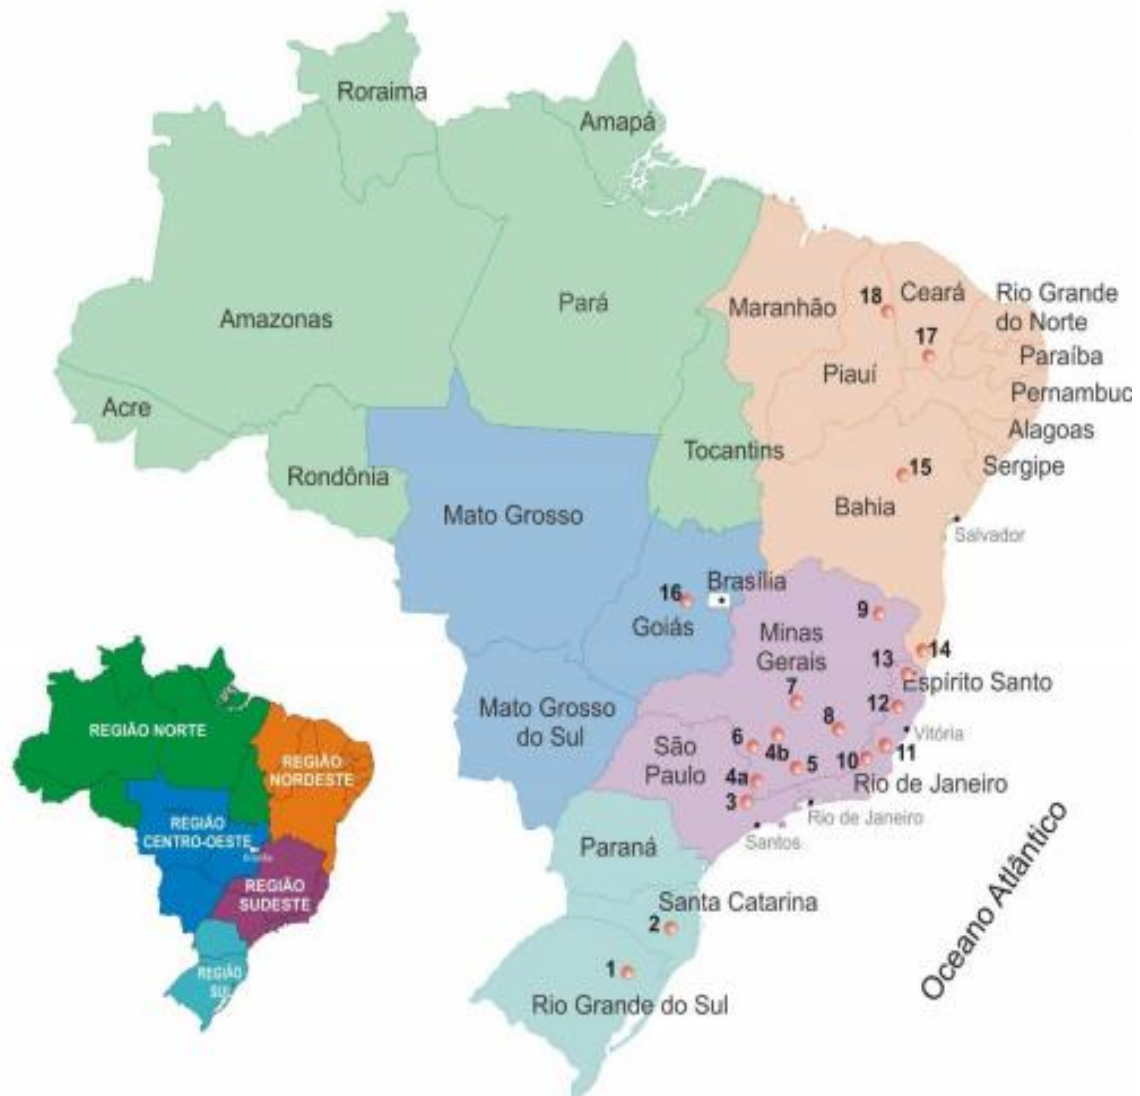 Roraima
Amapá
Amazonas
Pará
Maranhão
18
Ceará
Rio Grande
do Norte
17
Paraíba
Piauí
Pernambuc
Acre
Alagoas
Tocantins
Sergipe
Rondônia
15
Bahia
Mato Grosso
Salvador
Brasília
16
Goiás
9
Minas
Gerais
14
13
Espírito Santo
7
12
Mato Grosso
do Sul
8
Vitória
6
4b
São
Paulo
5
10
11
4a
Rio de Janeiro
3
Rio de Janeiro
Santos
Paraná
Oceano Atlântico
Santa Catarina
2
1
Rio Grande do Sul
REGIÃO NORTE
REGIÃO
NORDESTE
REGIÃO
CENTRO-OESTE
REGIÃO
SUDESTE
REGIÃO
SUL